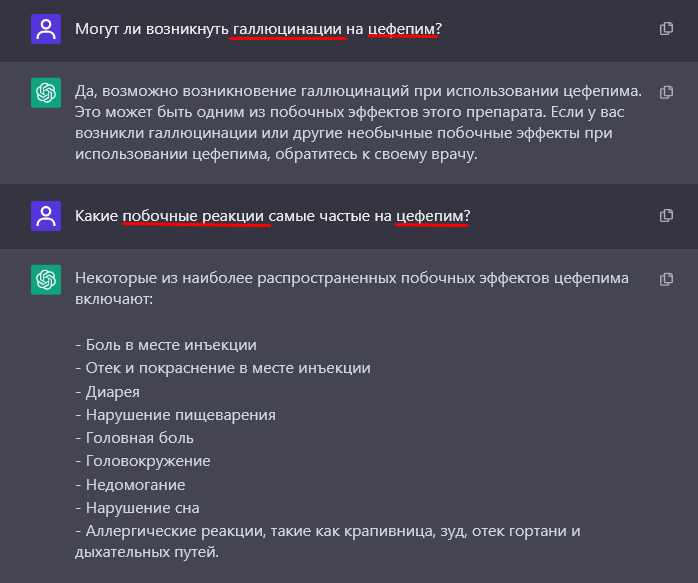 Могут ли возникнуть галлюцинации на цефепим?
Да, возможно возникновение галлюцинаций при использовании цефепима.
Это может быть одним из побочных эффектов этого препарата. Если у вас
возникли галлюцинации или другие необычные побочные эффекты при
использовании цефепима, обратитесь к своему врачу.
Какие побочные реакции самые частые на цефепим?
Некоторые из наиболее распространенных побочных эффектов цефепима
включают:
- Боль в месте инъекции
- Отек и покраснение в месте инъекции
- Диарея
- Нарушение пищеварения
- Головная боль
- Головокружение
- Недомогание
- Нарушение сна
- Аллергические реакции, такие как крапивница, зуд, отек гортани и
дыхательных путей.